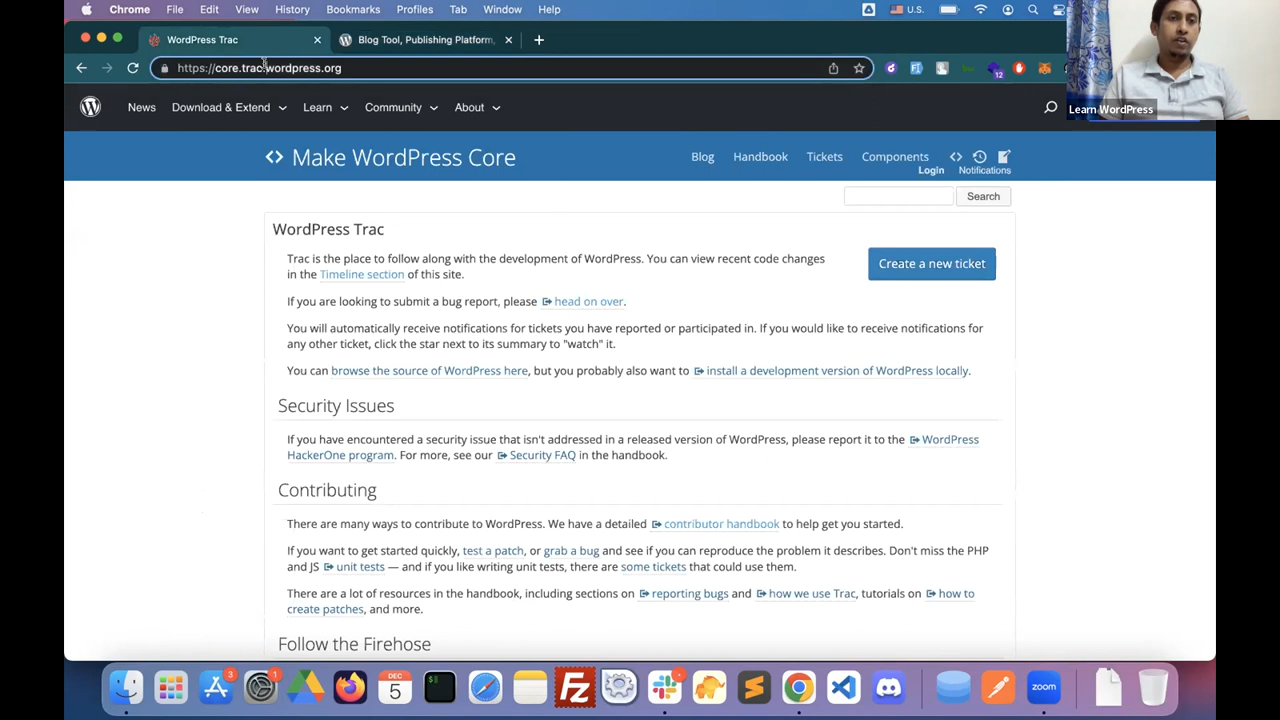 Chrome File Edit View History Bookmarks Profiles Tab Window Help U.S.
WordPress Trac Blog Tool, Publishing Platform,
https://core.trac.wordpress.org
12
Learn WordPress
News Download & Extend Learn Community About
Make WordPress Core
Blog Handbook Tickets Components
Login Notifications
Search
WordPress Trac
Trac is the place to follow along with the development of WordPress. You can view recent code changes
in the Timeline section of this site.
Create a new ticket
If you are looking to submit a bug report, please head on over.
You will automatically receive notifications for tickets you have reported or participated in. If you would like to receive notifications for
any other ticket, click the star next to its summary to "watch" it.
You can browse the source of WordPress here, but you probably also want to install a development version of WordPress locally.
Security Issues
If you have encountered a security issue that isn't addressed in a released version of WordPress, please report it to the WordPress
HackerOne program. For more, see our Security FAQ in the handbook.
Contributing
There are many ways to contribute to WordPress. We have a detailed contributor handbook to help get you started.
If you want to get started quickly, test a patch, or grab a bug and see if you can reproduce the problem it describes. Don't miss the PHP
and JS unit tests — and if you like writing unit tests, there are some tickets that could use them.
There are a lot of resources in the handbook, including sections on reporting bugs and how we use Trac, tutorials on how to
create patches, and more.
Follow the Firehose
3 1 DEC 5 Fz zoom